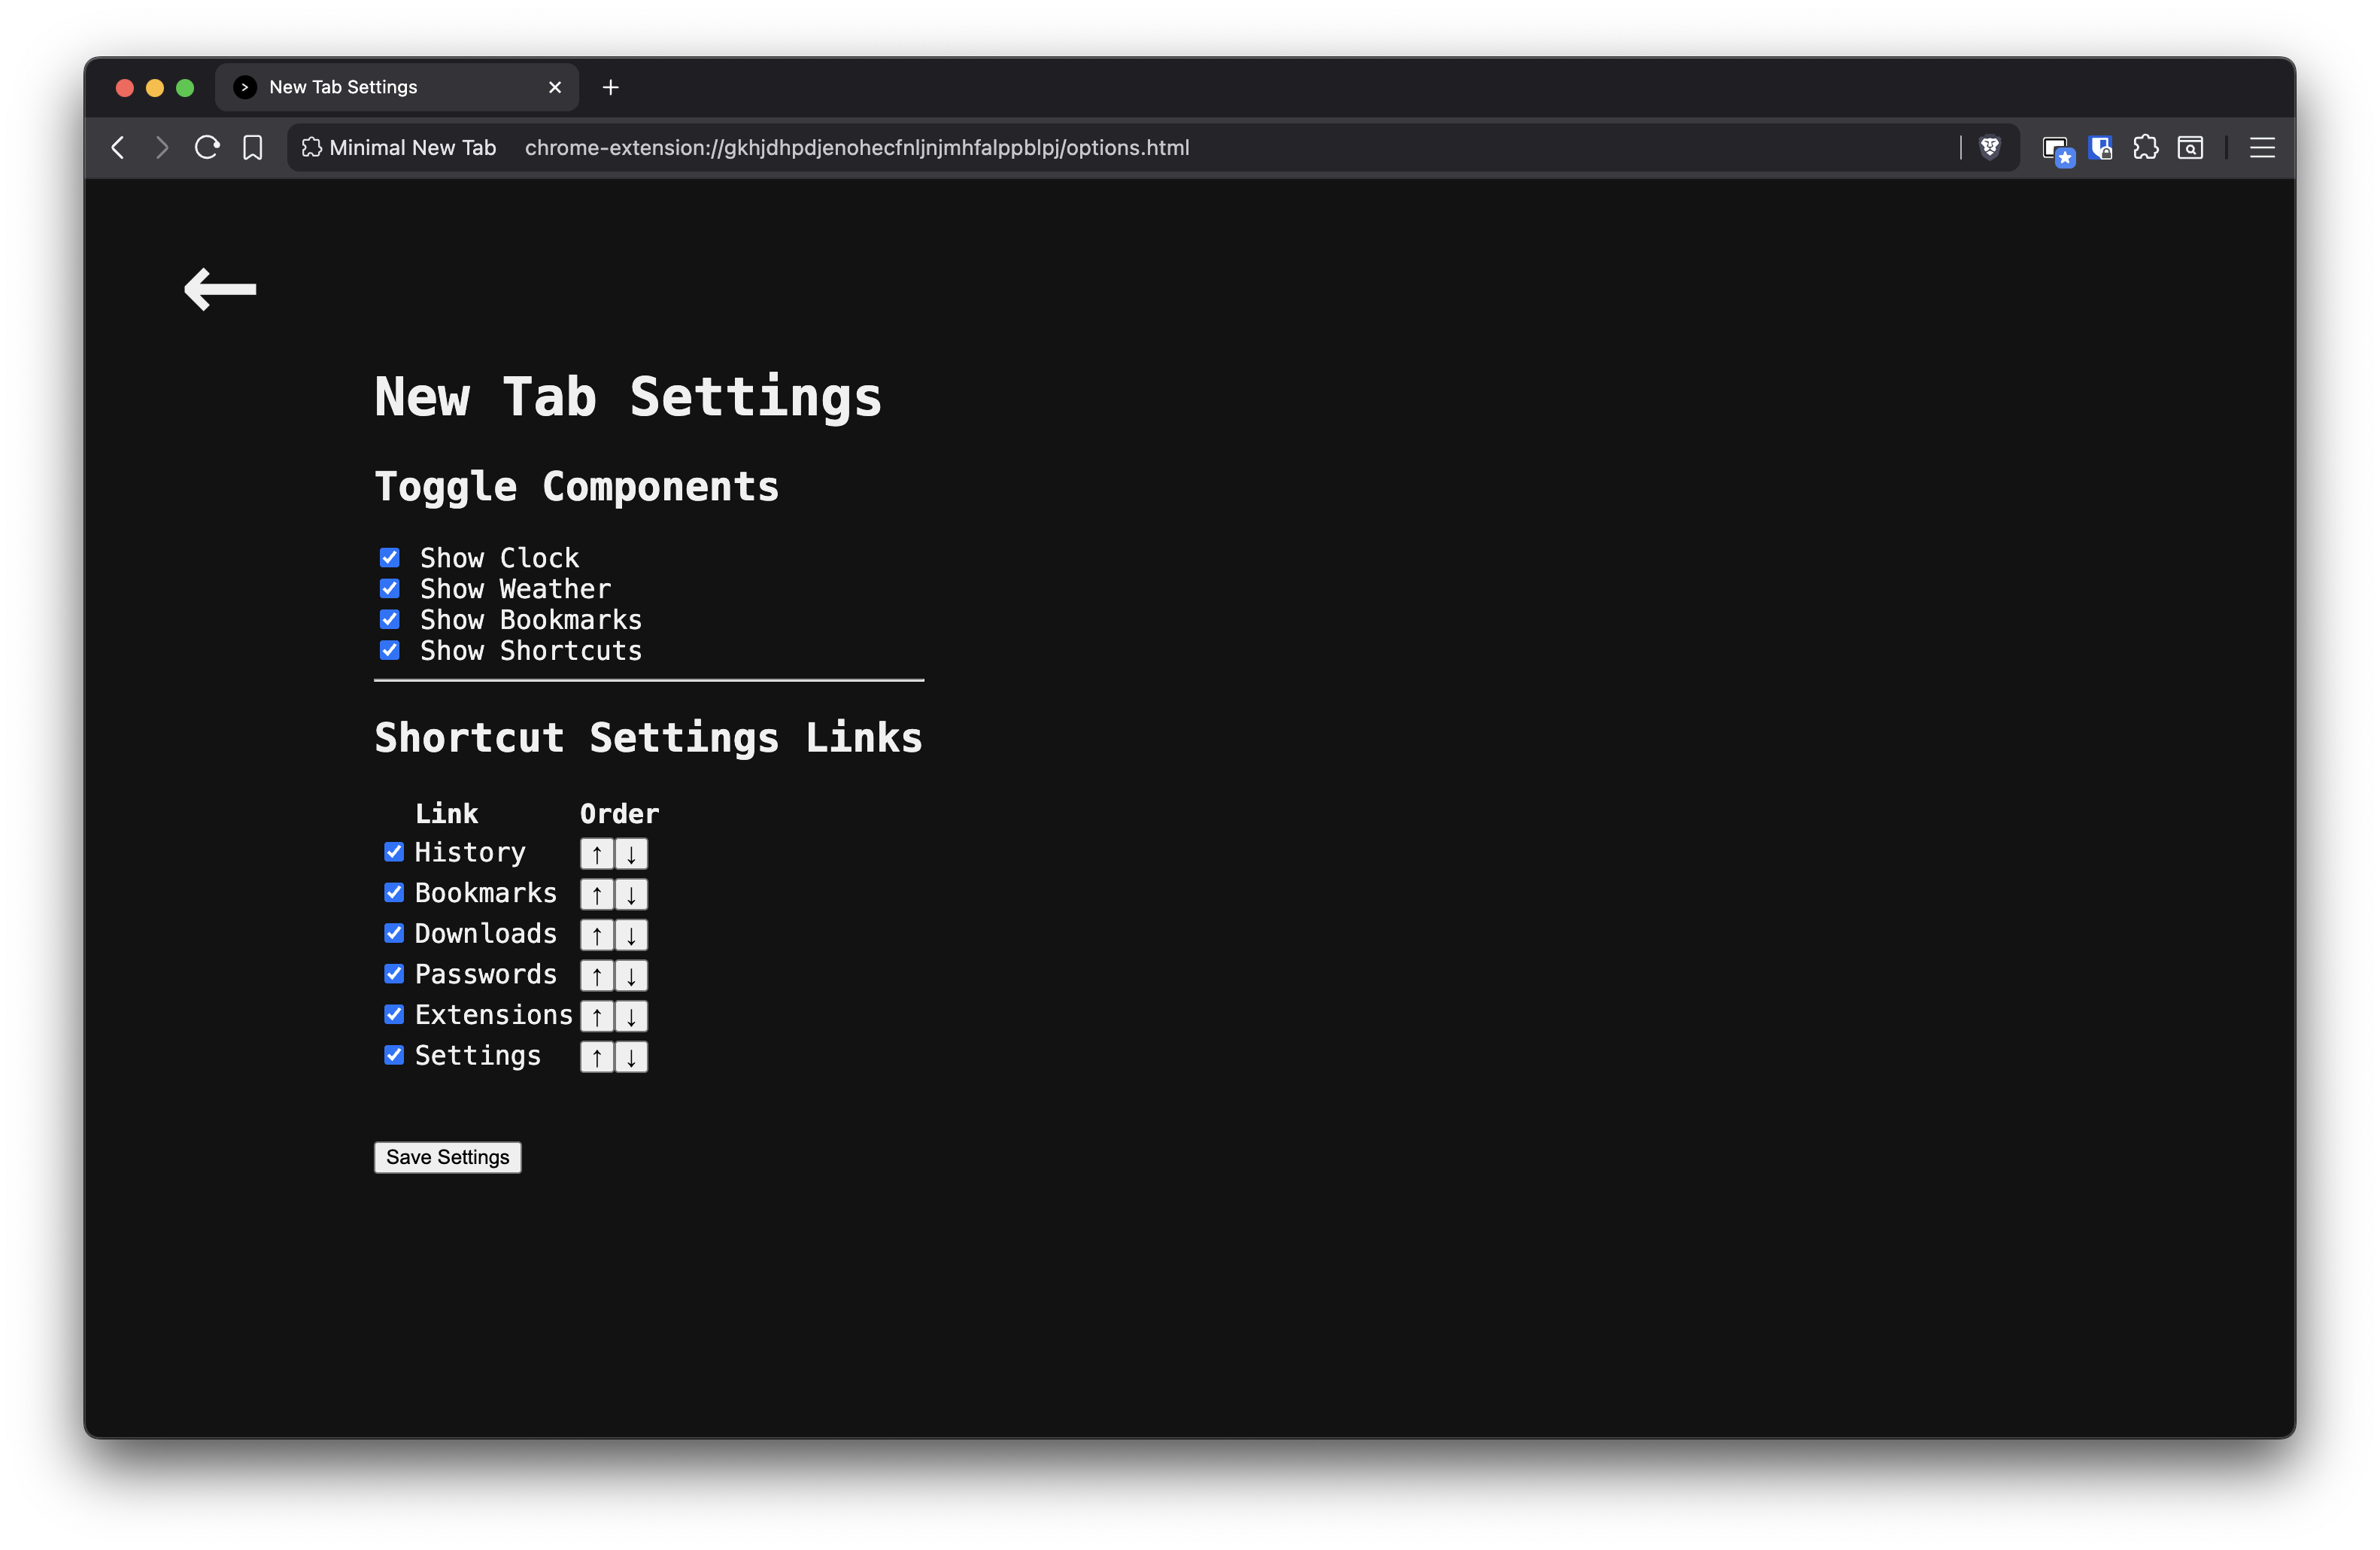 New Tab Settings
Minimal New Tab chrome-extension://gkhjdhpdjenohecfnljnjmhfalppblpj/options.html
←
New Tab Settings
Toggle Components
Show Clock
Show Weather
Show Bookmarks
Show Shortcuts
Shortcut Settings Links
Link Order
History ↑ ↓
Bookmarks ↑ ↓
Downloads ↑ ↓
Passwords ↑ ↓
Extensions ↑ ↓
Settings ↑ ↓
Save Settings